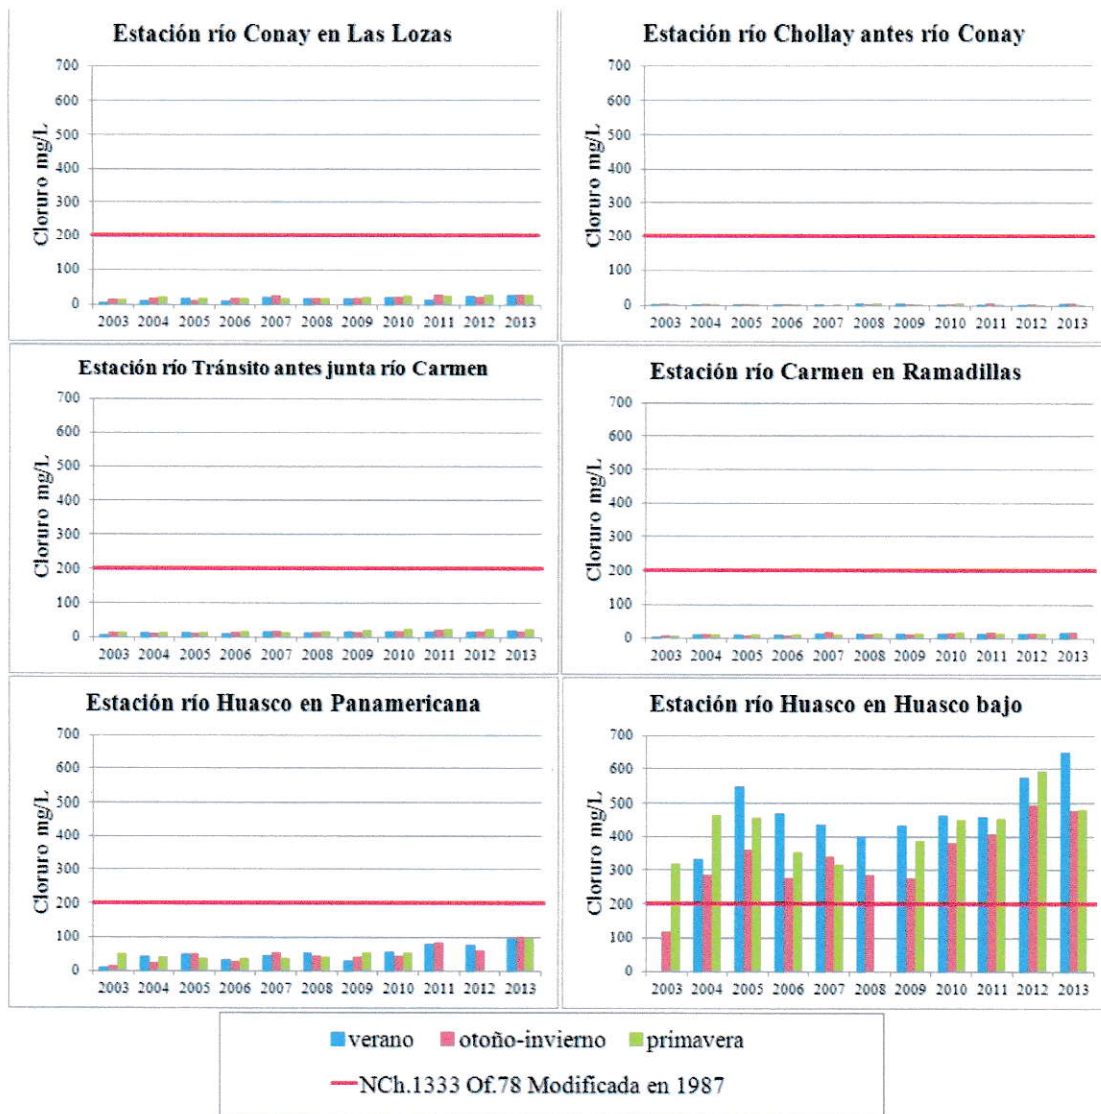 Estación río Conay en Las Lozas
Cloruro mg/L
700
600
500
400
300
200
100
0
2003 2004 2005 2006 2007 2008 2009 2010 2011 2012 2013
Estación río Chollay antes río Conay
Cloruro mg/L
700
600
500
400
300
200
100
0
2003 2004 2005 2006 2007 2008 2009 2010 2011 2012 2013
Estación río Tránsito antes junta río Carmen
Cloruro mg/L
700
600
500
400
300
200
100
0
2003 2004 2005 2006 2007 2008 2009 2010 2011 2012 2013
Estación río Carmen en Ramadillas
Cloruro mg/L
700
600
500
400
300
200
100
0
2003 2004 2005 2006 2007 2008 2009 2010 2011 2012 2013
Estación río Huasco en Panamericana
Cloruro mg/L
700
600
500
400
300
200
100
0
2003 2004 2005 2006 2007 2008 2009 2010 2011 2012 2013
Estación río Huasco en Huasco bajo
Cloruro mg/L
700
600
500
400
300
200
100
0
2003 2004 2005 2006 2007 2008 2009 2010 2011 2012 2013
verano otoño-invierno primavera
NCh.1333 Of.78 Modificada en 1987